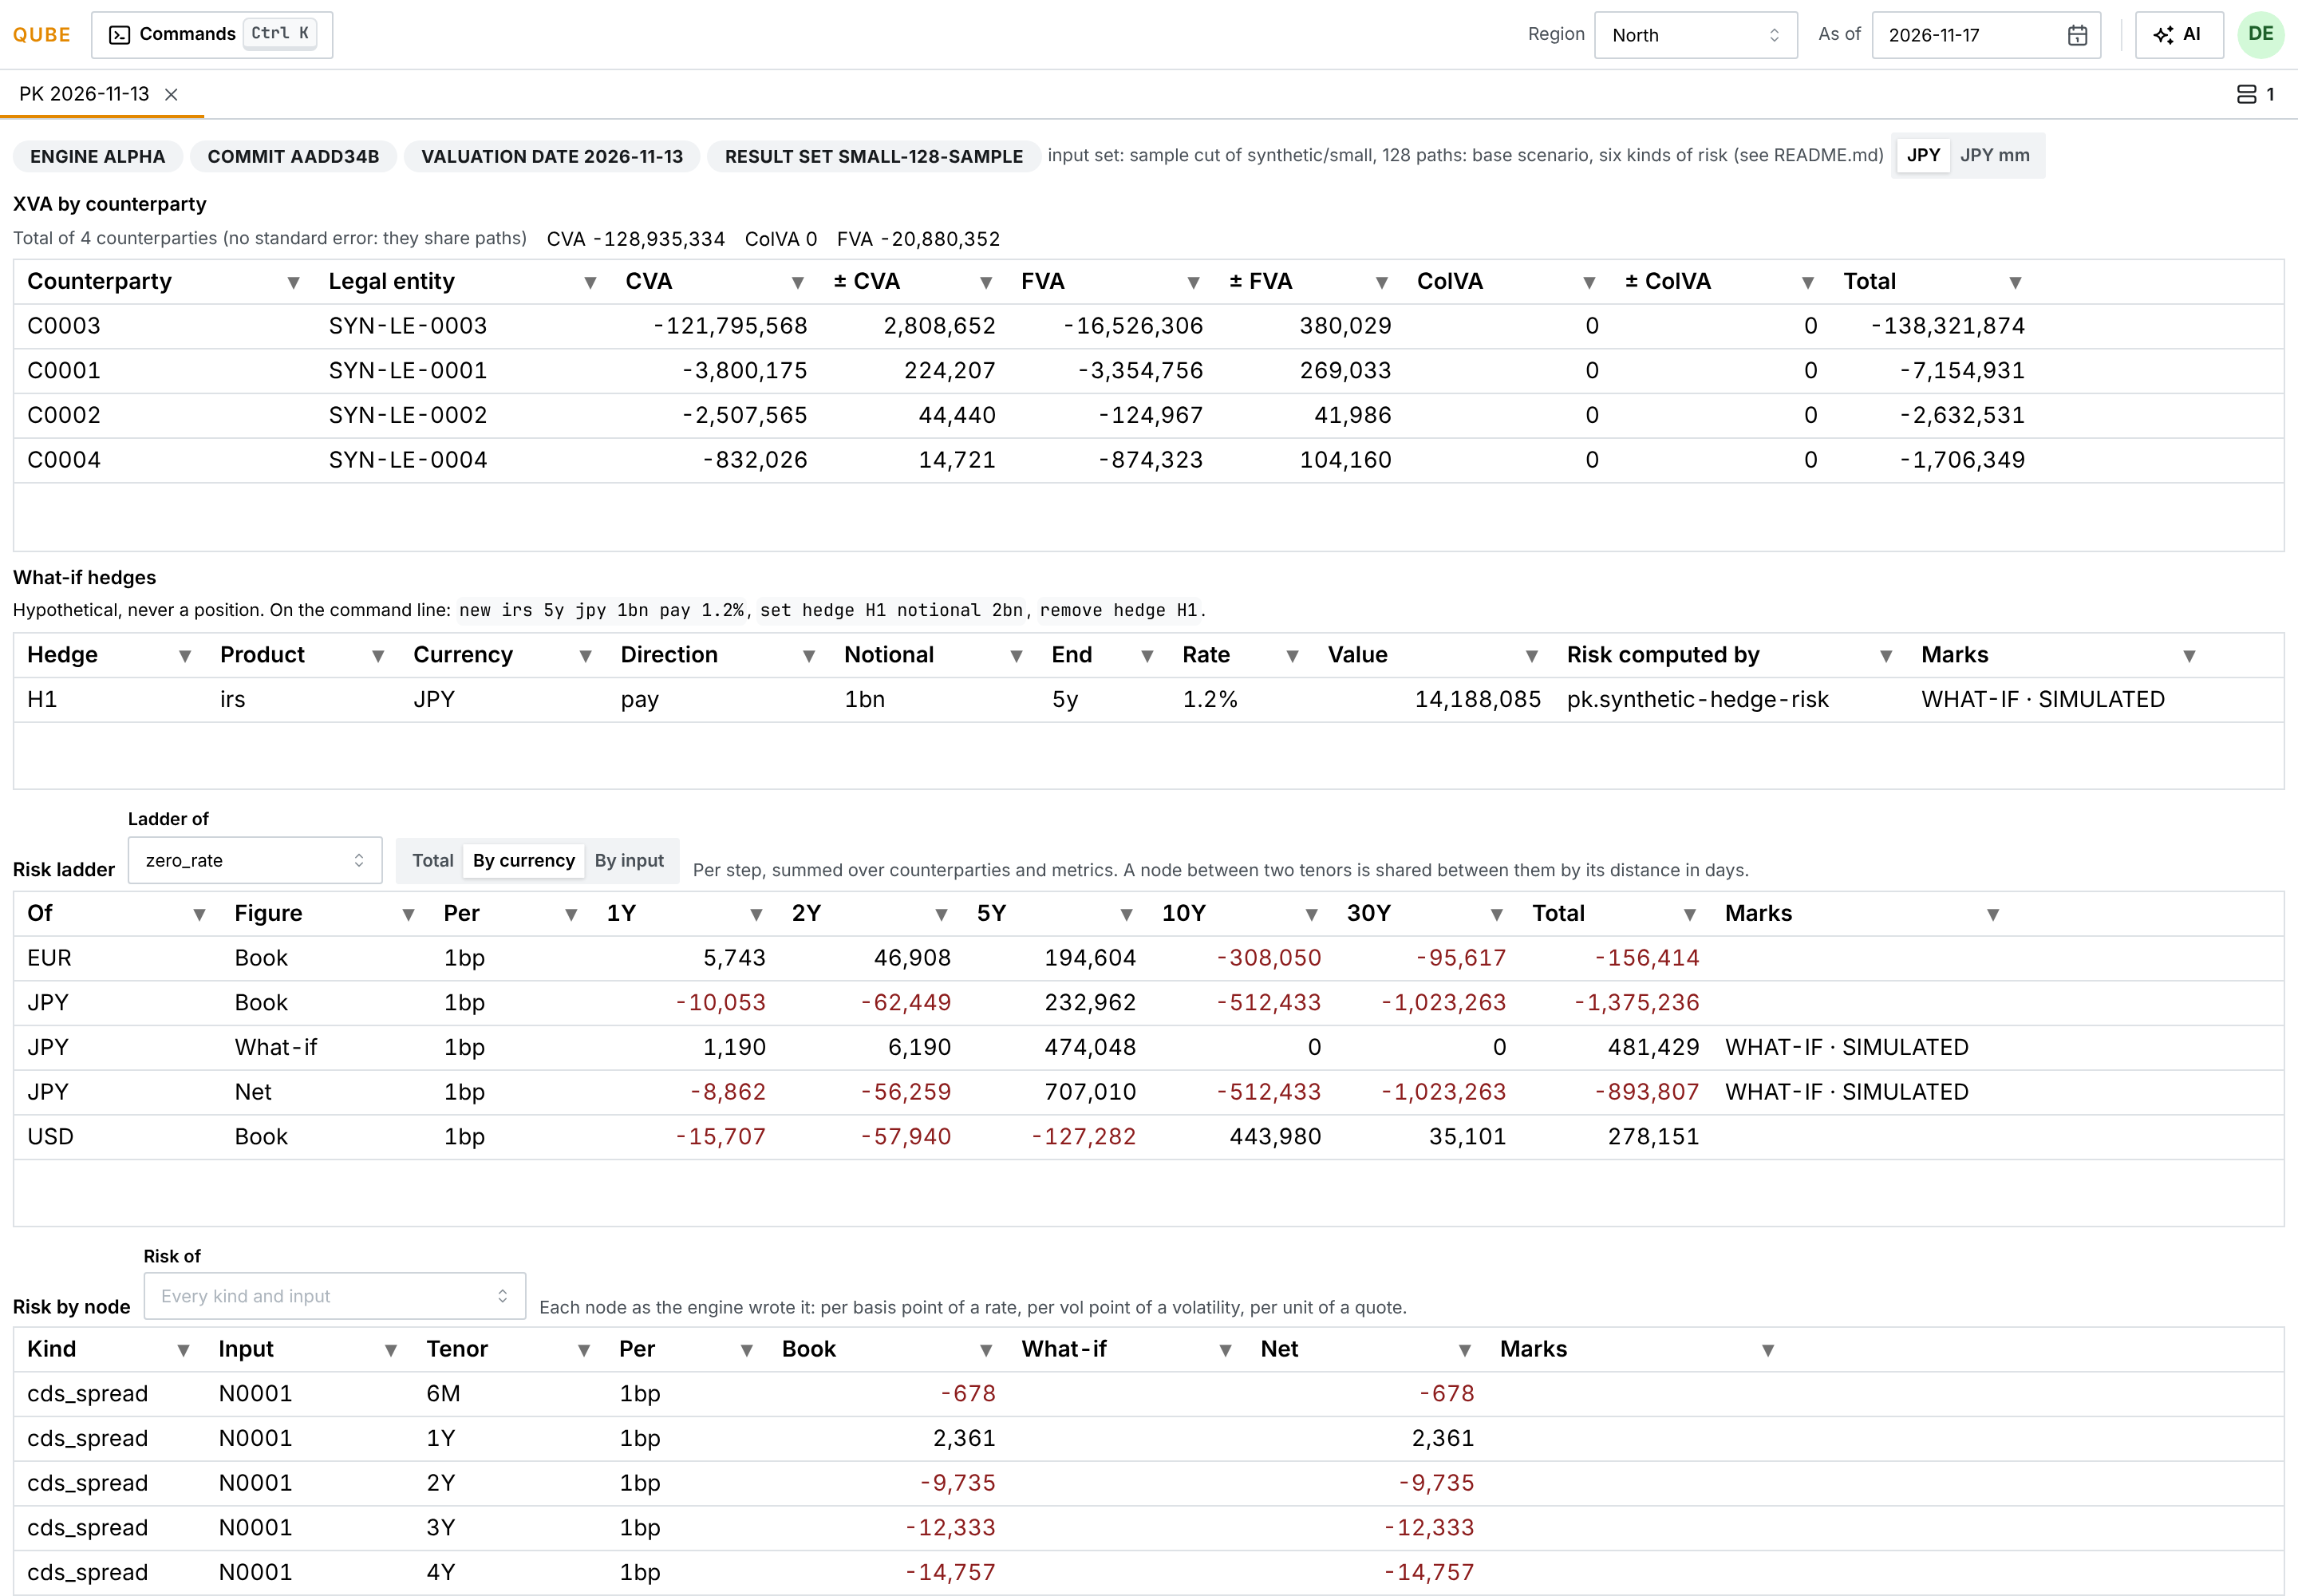 QUBE Commands Ctrl K Region North As of 2026-11-17 AI DE
PK 2026-11-13 1
ENGINE ALPHA COMMIT AADD34B VALUATION DATE 2026-11-13 RESULT SET SMALL-128-SAMPLE input set: sample cut of synthetic/small, 128 paths: base scenario, six kinds of risk (see README.md) JPY JPY mm
XVA by counterparty
Total of 4 counterparties (no standard error: they share paths) CVA -128,935,334 ColVA 0 FVA -20,880,352
Counterparty Legal entity CVA ± CVA FVA ± FVA ColVA ± ColVA Total
C0003 SYN-LE-0003 -121,795,568 2,808,652 -16,526,306 380,029 0 0 -138,321,874
C0001 SYN-LE-0001 -3,800,175 224,207 -3,354,756 269,033 0 0 -7,154,931
C0002 SYN-LE-0002 -2,507,565 44,440 -124,967 41,986 0 0 -2,632,531
C0004 SYN-LE-0004 -832,026 14,721 -874,323 104,160 0 0 -1,706,349
What-if hedges
Hypothetical, never a position. On the command line: new irs 5y jpy 1bn pay 1.2%, set hedge H1 notional 2bn, remove hedge H1.
Hedge Product Currency Direction Notional End Rate Value Risk computed by Marks
H1 irs JPY pay 1bn 5y 1.2% 14,188,085 pk.synthetic-hedge-risk WHAT-IF · SIMULATED
Ladder of
Risk ladder zero_rate Total By currency By input Per step, summed over counterparties and metrics. A node between two tenors is shared between them by its distance in days.
Of Figure Per 1Y 2Y 5Y 10Y 30Y Total Marks
EUR Book 1bp 5,743 46,908 194,604 -308,050 -95,617 -156,414
JPY Book 1bp -10,053 -62,449 232,962 -512,433 -1,023,263 -1,375,236
JPY What-if 1bp 1,190 6,190 474,048 0 0 481,429 WHAT-IF · SIMULATED
JPY Net 1bp -8,862 -56,259 707,010 -512,433 -1,023,263 -893,807 WHAT-IF · SIMULATED
USD Book 1bp -15,707 -57,940 -127,282 443,980 35,101 278,151
Risk of
Risk by node Every kind and input Each node as the engine wrote it: per basis point of a rate, per vol point of a volatility, per unit of a quote.
Kind Input Tenor Per Book What-if Net Marks
cds_spread N0001 6M 1bp -678 -678
cds_spread N0001 1Y 1bp 2,361 2,361
cds_spread N0001 2Y 1bp -9,735 -9,735
cds_spread N0001 3Y 1bp -12,333 -12,333
cds_spread N0001 4Y 1bp -14,757 -14,757